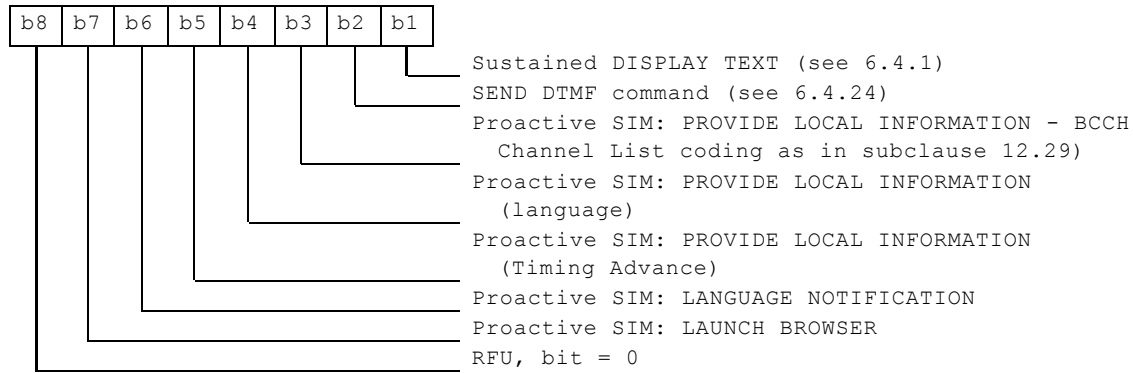 b8 b7 b6 b5 b4 b3 b2 b1
Sustained DISPLAY TEXT (see 6.4.1)
SEND DTMF command (see 6.4.24)
Proactive SIM: PROVIDE LOCAL INFORMATION - BCCH
Channel List coding as in subclause 12.29)
Proactive SIM: PROVIDE LOCAL INFORMATION
(language)
Proactive SIM: PROVIDE LOCAL INFORMATION
(Timing Advance)
Proactive SIM: LANGUAGE NOTIFICATION
Proactive SIM: LAUNCH BROWSER
RFU, bit = 0